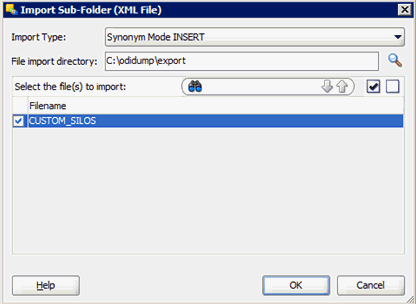 Import Sub-Folder (XML File)
Import Type: Synonym Mode INSERT
File import directory: C:\odidump\export
Select the file(s) to import:
Filename
CUSTOM_SILOS
Help OK Cancel